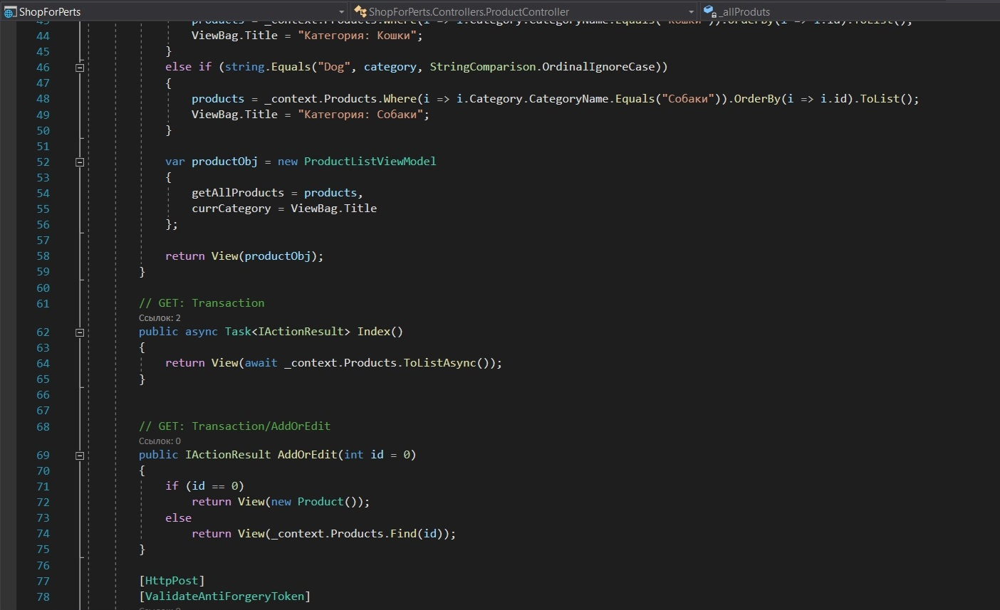 ShopForPerts ShopForPerts.Controllers.ProductController _allProduts
43 products = _context.Products.Where(i => i.Category.CategoryName.Equals("Кошки")).OrderBy(i => i.id).ToList();
44 ViewBag.Title = "Категория: Кошки";
45 }
46 else if (string.Equals("Dog", category, StringComparison.OrdinalIgnoreCase))
47 {
48 products = _context.Products.Where(i => i.Category.CategoryName.Equals("Собаки")).OrderBy(i => i.id).ToList();
49 ViewBag.Title = "Категория: Собаки";
50 }
51
52 var productObj = new ProductListViewModel
53 {
54 getAllProducts = products,
55 currCategory = ViewBag.Title
56 };
57
58 return View(productObj);
59 }
60
61 // GET: Transaction
Ссылок: 2
62 public async Task<IActionResult> Index()
63 {
64 return View(await _context.Products.ToListAsync());
65 }
66
67
68 // GET: Transaction/AddOrEdit
Ссылок: 0
69 public IActionResult AddOrEdit(int id = 0)
70 {
71 if (id == 0)
72 return View(new Product());
73 else
74 return View(_context.Products.Find(id));
75 }
76
77 [HttpPost]
78 [ValidateAntiForgeryToken]